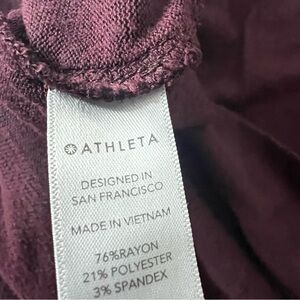 ATHLETA
DESIGNED IN
SAN FRANCISCO
MADE IN VIETNAM
76%RAYON
21% POLYESTER
3% SPANDEX